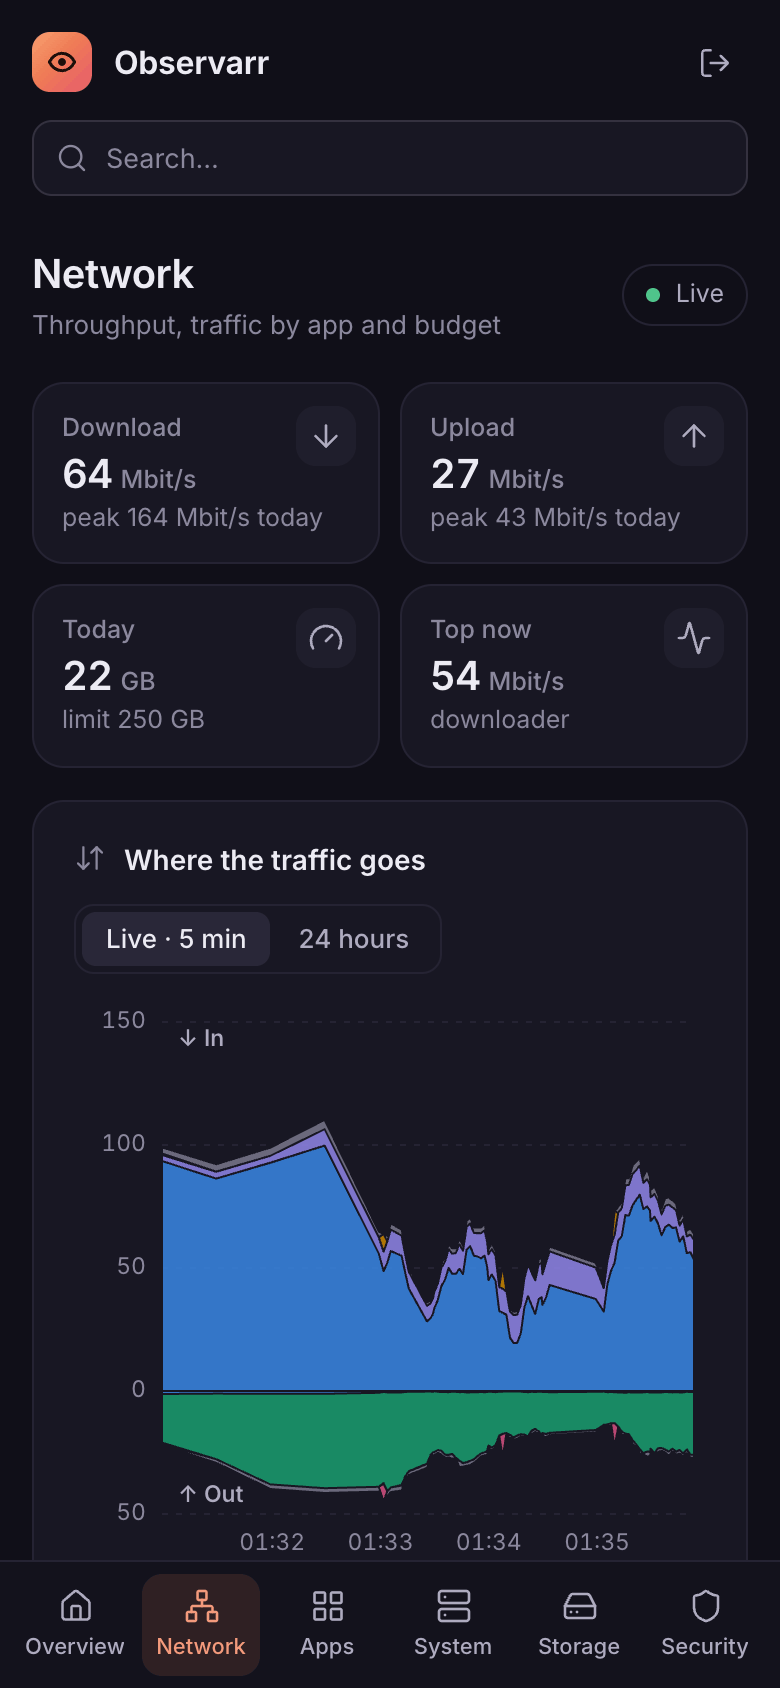 Observarr
Search...
Network
Throughput, traffic by app and budget
Live
Download
64 Mbit/s
peak 164 Mbit/s today
Upload
27 Mbit/s
peak 43 Mbit/s today
Today
22 GB
limit 250 GB
Top now
54 Mbit/s
downloader
Where the traffic goes
Live · 5 min
24 hours
150
↓ In
100
50
0
↑ Out
50
01:32 01:33 01:34 01:35
Overview Network Apps System Storage Security